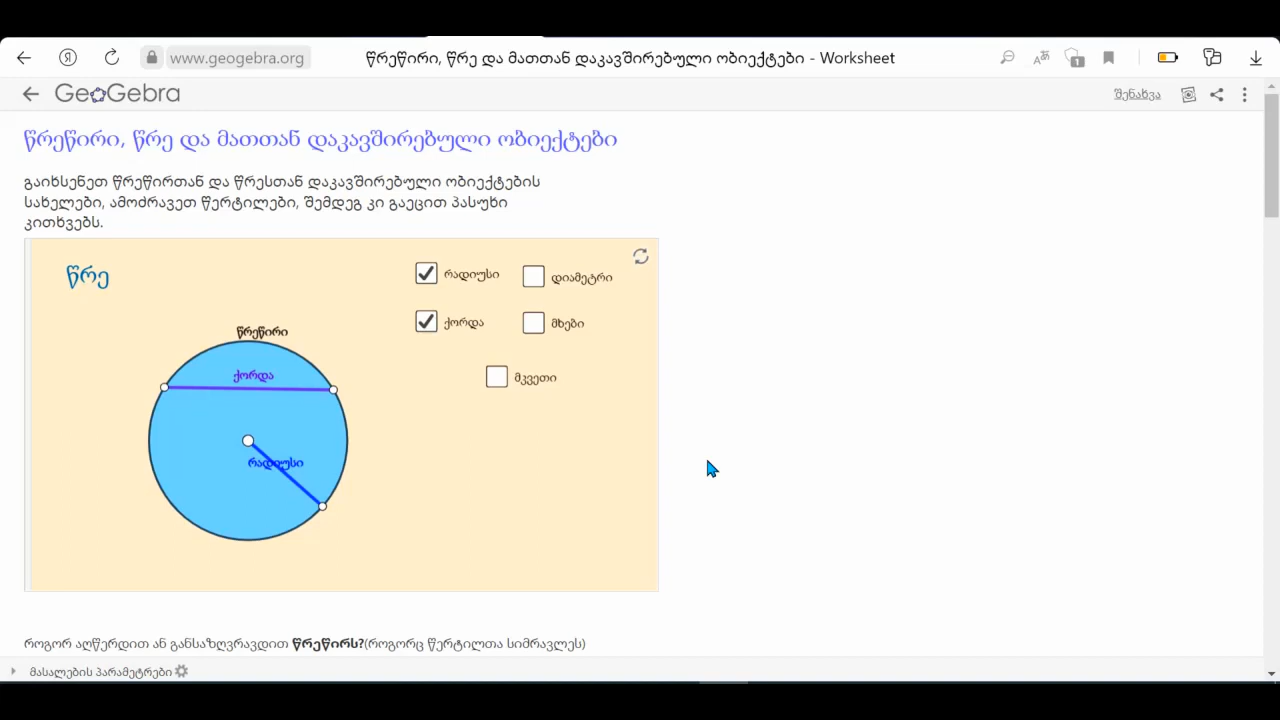 www.geogebra.org
წრეწირი, წრე და მათთან დაკავშირებული ობიექტები - Worksheet
1
GeoGebra
შენახვა
წრეწირი, წრე და მათთან დაკავშირებული ობიექტები
გაიხსენეთ წრეწირთან და წრესთან დაკავშირებული ობიექტების
სახელები, ამოძრავეთ წერტილები, შემდეგ კი გაეცით პასუხი
კითხვებს.
წრე
რადიუსი
დიამეტრი
ქორდა
მხები
მკვეთი
წრეწირი
ქორდა
რადიუსი
როგორ აღწერდით ან განსაზღვრავდით წრეწირს?(როგორც წერტილთა სიმრავლეს)
მასალების პარამეტრები